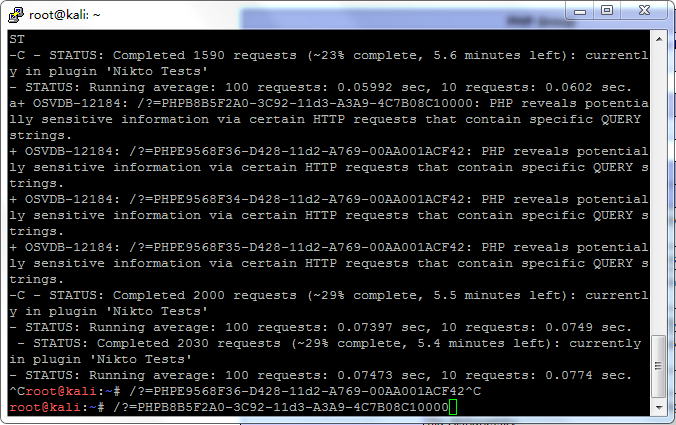 root@kali: ~
PHP Group
ST
-C - STATUS: Completed 1590 requests (~23% complete, 5.6 minutes left): currentl
y in plugin 'Nikto Tests'
- STATUS: Running average: 100 requests: 0.05992 sec, 10 requests: 0.0602 sec.
a+ OSVDB-12184: /?=PHPB8B5F2A0-3C92-11d3-A3A9-4C7B08C10000: PHP reveals potentia
lly sensitive information via certain HTTP requests that contain specific QUERY
strings.
+ OSVDB-12184: /?=PHPE9568F36-D428-11d2-A769-00AA001ACF42: PHP reveals potential
ly sensitive information via certain HTTP requests that contain specific QUERY s
trings.
+ OSVDB-12184: /?=PHPE9568F34-D428-11d2-A769-00AA001ACF42: PHP reveals potential
ly sensitive information via certain HTTP requests that contain specific QUERY s
trings.
+ OSVDB-12184: /?=PHPE9568F35-D428-11d2-A769-00AA001ACF42: PHP reveals potential
ly sensitive information via certain HTTP requests that contain specific QUERY s
trings.
-C - STATUS: Completed 2000 requests (~29% complete, 5.5 minutes left): currentl
y in plugin 'Nikto Tests'
- STATUS: Running average: 100 requests: 0.07397 sec, 10 requests: 0.0749 sec.
 - STATUS: Completed 2030 requests (~29% complete, 5.4 minutes left): currently
in plugin 'Nikto Tests'
- STATUS: Running average: 100 requests: 0.07473 sec, 10 requests: 0.0774 sec.
^Croot@kali:~# /?=PHPE9568F36-D428-11d2-A769-00AA001ACF42^C
root@kali:~# /?=PHPB8B5F2A0-3C92-11d3-A3A9-4C7B08C10000